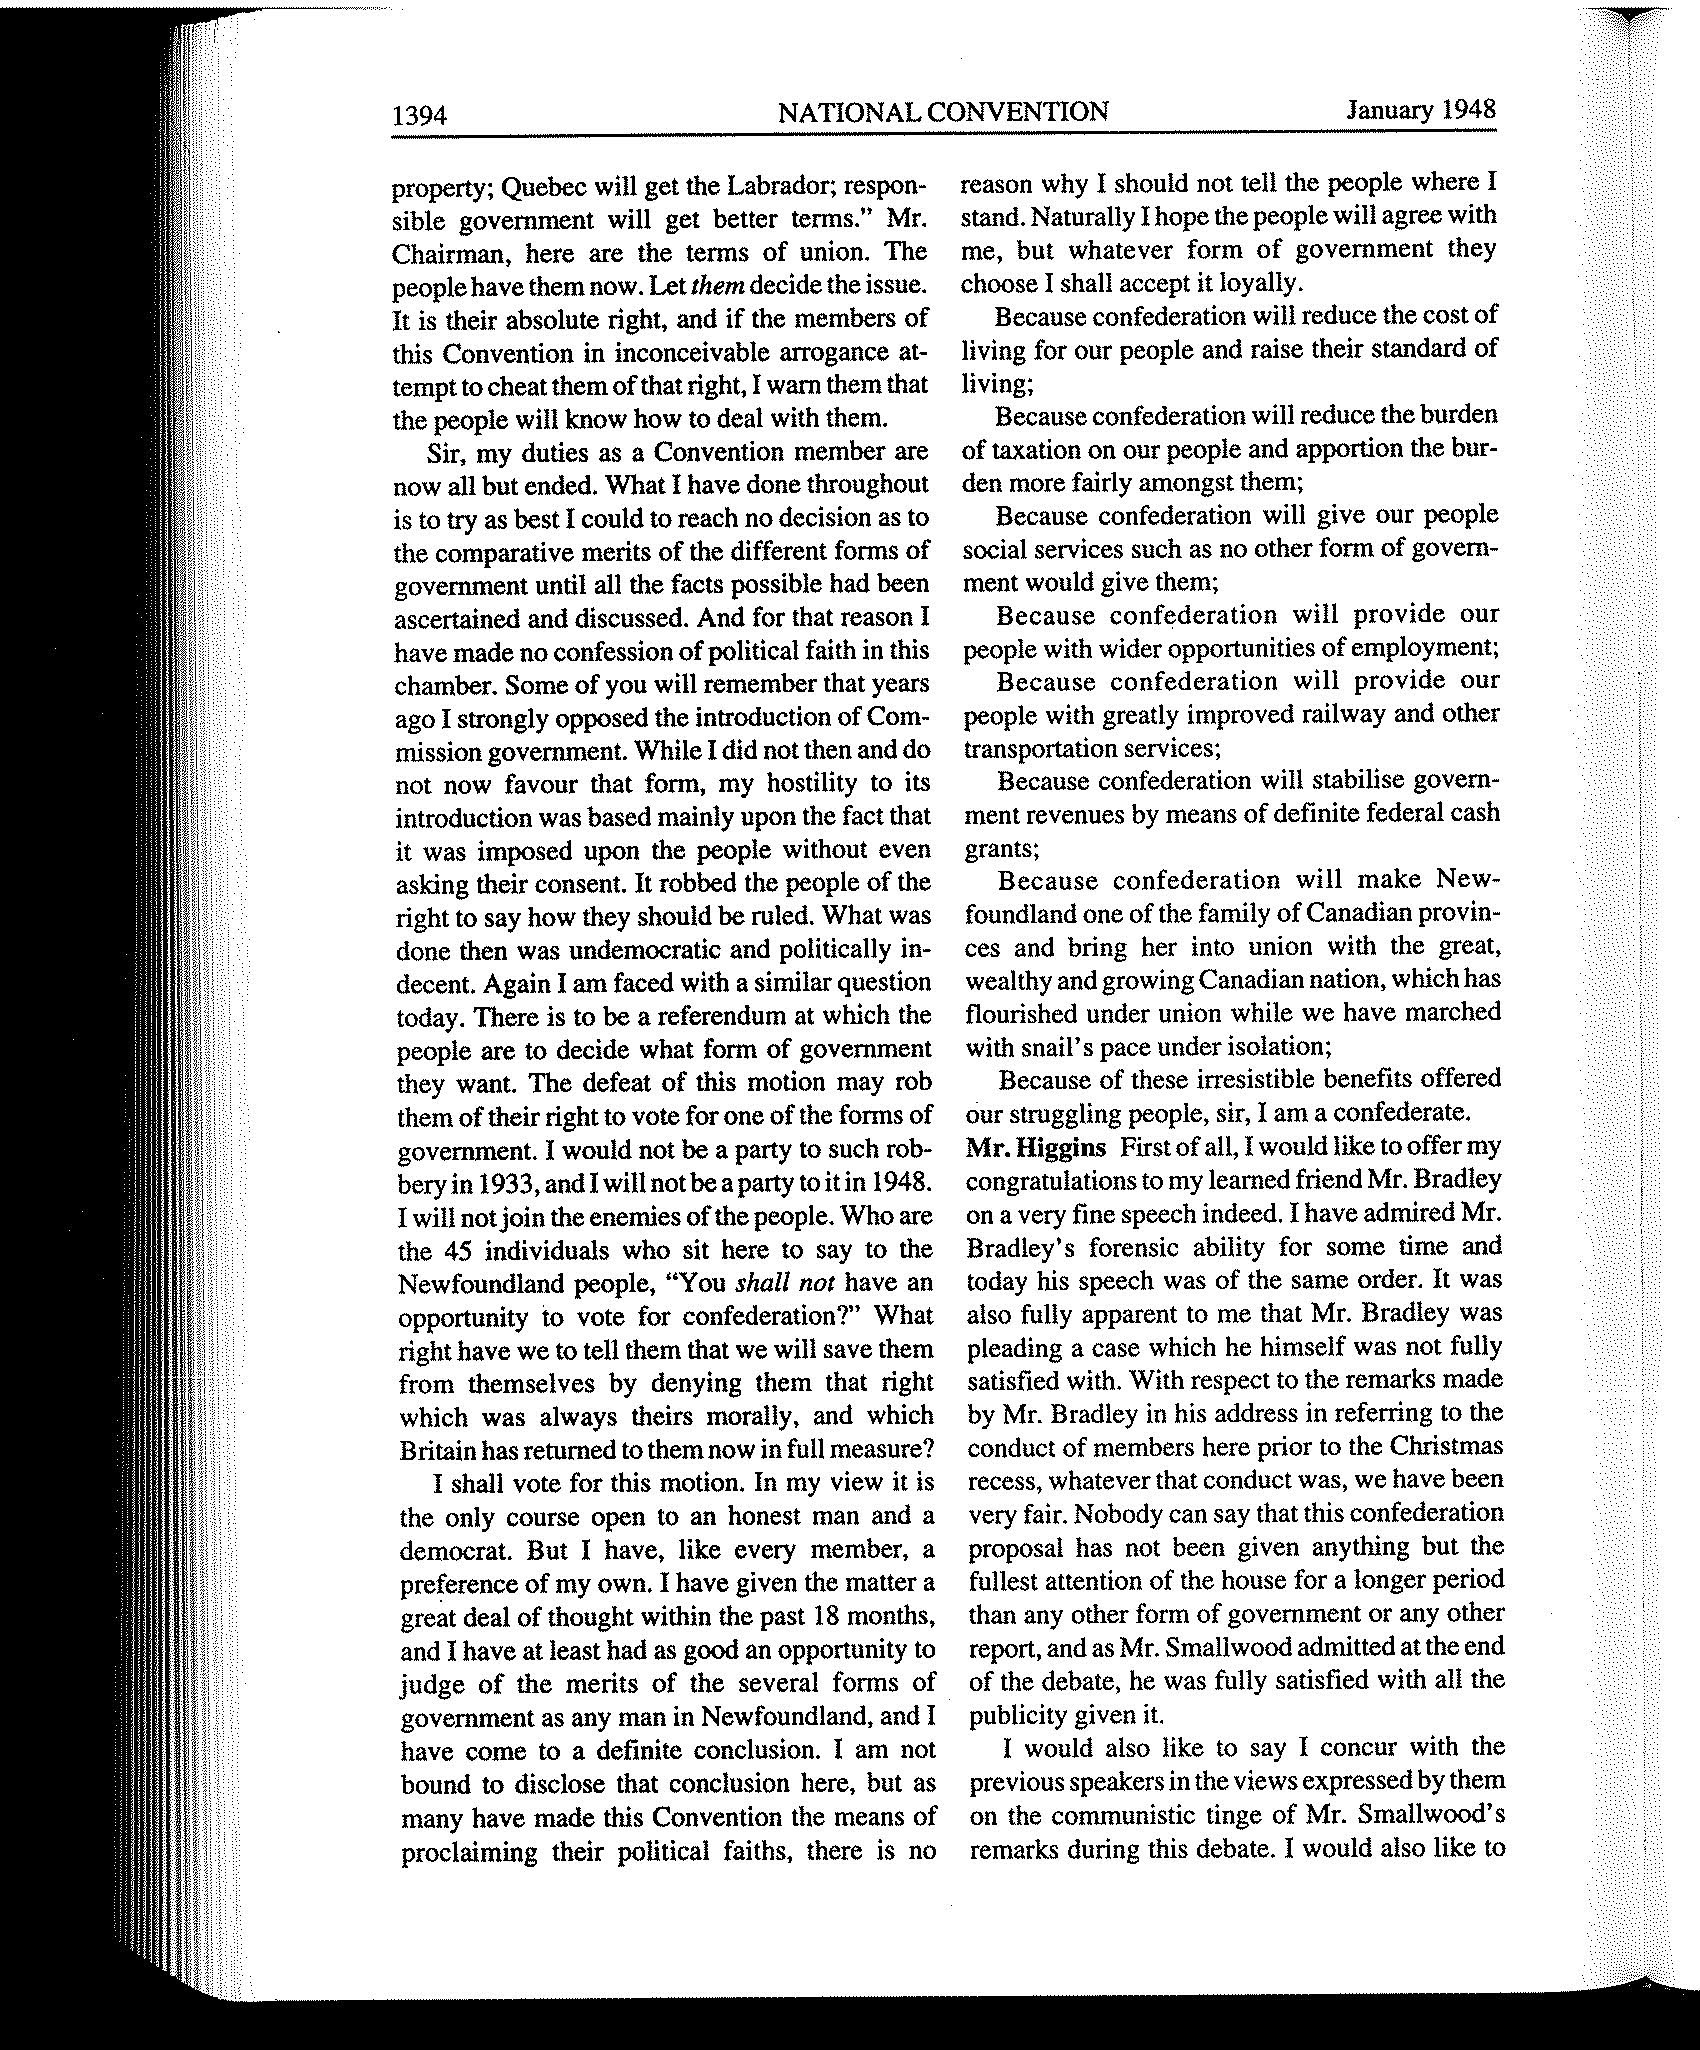 1394 NATIONAL CONVENTION January 1948
property; Quebec will get the Labrador; respon-
sible government will get better terms." Mr.
Chairman, here are the terms of union. The
people have them now. Let them decide the issue.
It is their absolute right, and if the members of
this Convention in inconceivable arrogance at-
tempt to cheat them of that right, I warn them that
the people will know how to deal with them.
Sir, my duties as a Convention member are
now all but ended. What I have done throughout
is to try as best I could to reach no decision as to
the comparative merits of the different forms of
government until all the facts possible had been
ascertained and discussed. And for that reason I
have made no confession of political faith in this
chamber. Some of you will remember that years
ago I strongly opposed the introduction of Com-
mission government. While I did not then and do
not now favour that form, my hostility to its
introduction was based mainly upon the fact that
it was imposed upon the people without even
asking their consent. It robbed the people of the
right to say how they should be ruled. What was
done then was undemocratic and politically in-
decent. Again I am faced with a similar question
today. There is to be a referendum at which the
people are to decide what form of government
they want. The defeat of this motion may rob
them of their right to vote for one of the forms of
government. I would not be a party to such rob-
bery in 1933, and I will not be a party to it in 1948.
I will not join the enemies of the people. Who are
the 45 individuals who sit here to say to the
Newfoundland people, "You shall not have an
opportunity to vote for confederation?" What
right have we to tell them that we will save them
from themselves by denying them that right
which was always theirs morally, and which
Britain has returned to them now in full measure?
I shall vote for this motion. In my view it is
the only course open to an honest man and a
democrat. But I have, like every member, a
preference of my own. I have given the matter a
great deal of thought within the past 18 months,
and I have at least had as good an opportunity to
judge of the merits of the several forms of
government as any man in Newfoundland, and I
have come to a definite conclusion. I am not
bound to disclose that conclusion here, but as
many have made this Convention the means of
proclaiming their political faiths, there is no
reason why I should not tell the people where I
stand. Naturally I hope the people will agree with
me, but whatever form of government they
choose I shall accept it loyally.
Because confederation will reduce the cost of
living for our people and raise their standard of
living;
Because confederation will reduce the burden
of taxation on our people and apportion the bur-
den more fairly amongst them;
Because confederation will give our people
social services such as no other form of govern-
ment would give them;
Because confederation will provide our
people with wider opportunities of employment;
Because confederation will provide our
people with greatly improved railway and other
transportation services;
Because confederation will stabilise govern-
ment revenues by means of definite federal cash
grants;
Because confederation will make New-
foundland one of the family of Canadian provin-
ces and bring her into union with the great,
wealthy and growing Canadian nation, which has
flourished under union while we have marched
with snail's pace under isolation;
Because of these irresistible benefits offered
our struggling people, sir, I am a confederate.
Mr. Higgins First of all, I would like to offer my
congratulations to my learned friend Mr. Bradley
on a very fine speech indeed. I have admired Mr.
Bradley's forensic ability for some time and
today his speech was of the same order. It was
also fully apparent to me that Mr. Bradley was
pleading a case which he himself was not fully
satisfied with. With respect to the remarks made
by Mr. Bradley in his address in referring to the
conduct of members here prior to the Christmas
recess, whatever that conduct was, we have been
very fair. Nobody can say that this confederation
proposal has not been given anything but the
fullest attention of the house for a longer period
than any other form of government or any other
report, and as Mr. Smallwood admitted at the end
of the debate, he was fully satisfied with all the
publicity given it.
I would also like to say I concur with the
previous speakers in the views expressed by them
on the communistic tinge of Mr. Smallwood's
remarks during this debate. I would also like to